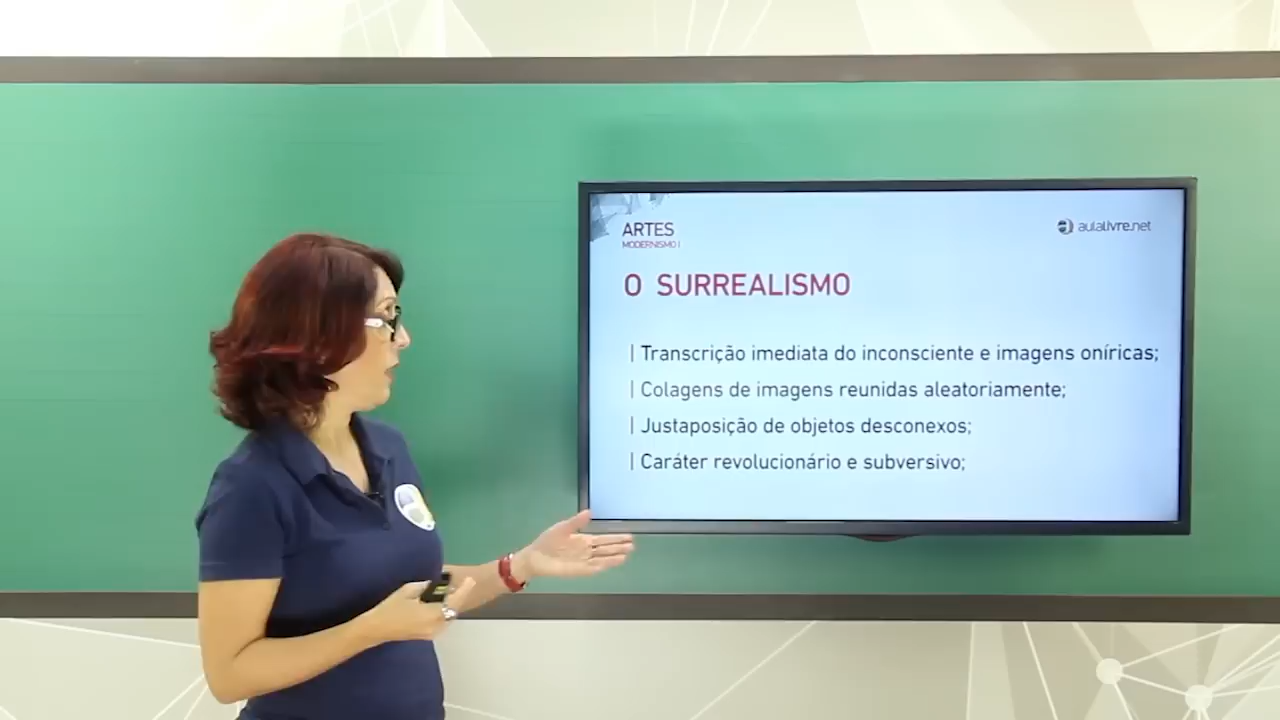 ARTES
MODERNISMO I
aulalivre.net
O SURREALISMO
| Transcrição imediata do inconsciente e imagens oníricas;
| Colagens de imagens reunidas aleatoriamente;
| Justaposição de objetos desconexos;
| Caráter revolucionário e subversivo;